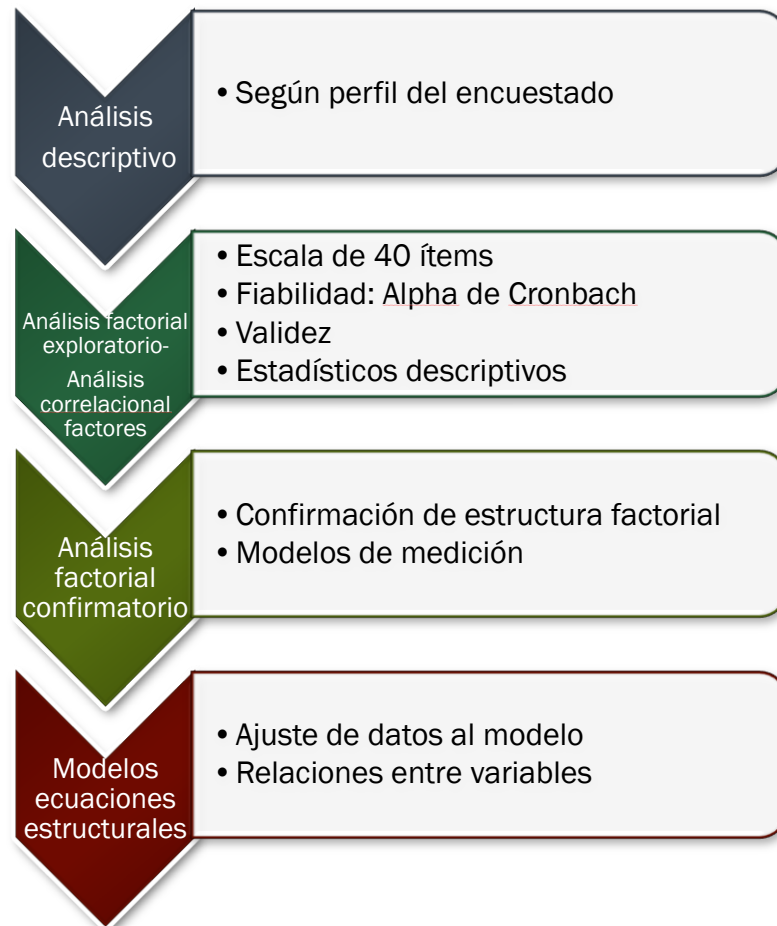 Análisis
descriptivo
• Según perfil del encuestado
Análisis factorial
exploratorio-
Análisis
correlacional
factores
• Escala de 40 ítems
• Fiabilidad: Alpha de Cronbach
• Validez
• Estadísticos descriptivos
Análisis
factorial
confirmatorio
• Confirmación de estructura factorial
• Modelos de medición
Modelos
ecuaciones
estructurales
• Ajuste de datos al modelo
• Relaciones entre variables